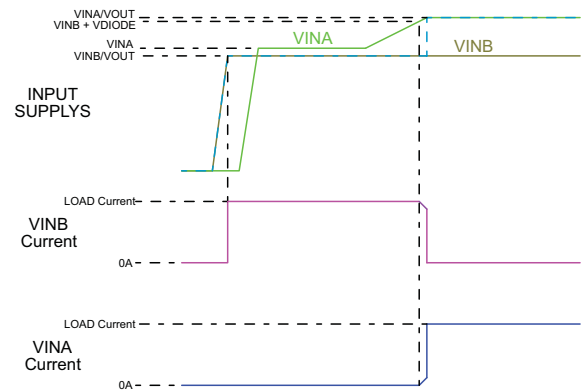 VINA/VOUT
VINB + VDIODE
VINA
VINB/VOUT
VINA
VINB
INPUT
SUPPLYS
LOAD Current
VINB
Current
0A
LOAD Current
VINA
Current
0A